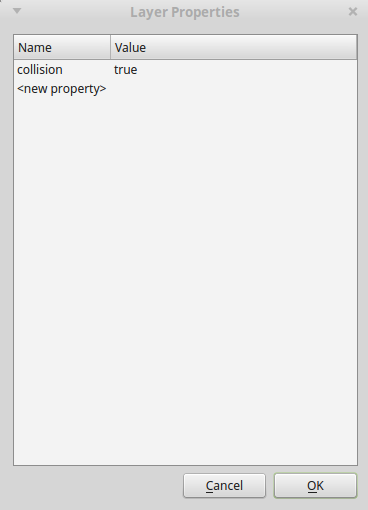 Layer Properties
Name Value
collision true
<new property>
Cancel OK